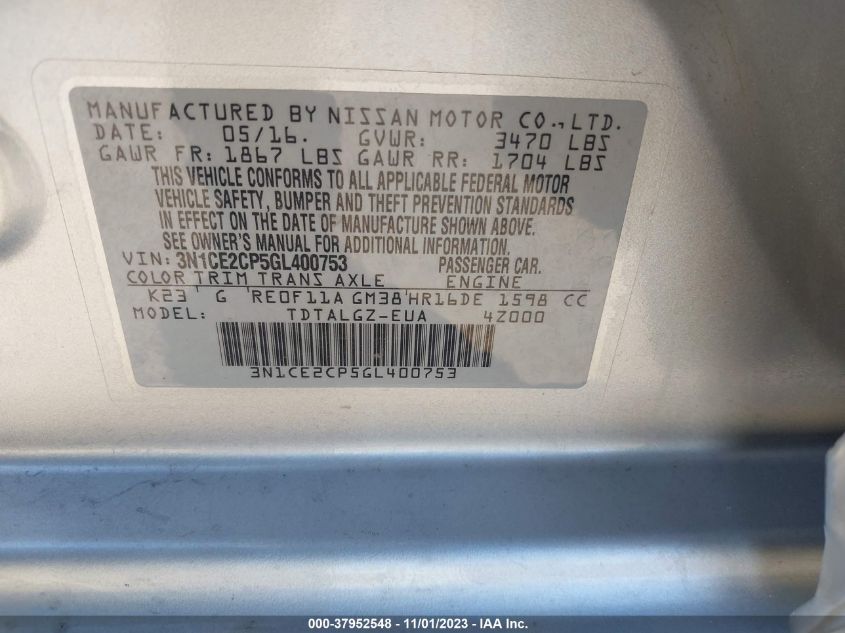 MANUFACTURED BY NISSAN MOTOR CO., LTD.
DATE: 05/16. GVWR: 3470 LBS
GAWR FR: 1867 LBS GAWR RR: 1704 LBS
THIS VEHICLE CONFORMS TO ALL APPLICABLE FEDERAL MOTOR
VEHICLE SAFETY, BUMPER AND THEFT PREVENTION STANDARDS
IN EFFECT ON THE DATE OF MANUFACTURE SHOWN ABOVE.
SEE OWNER'S MANUAL FOR ADDITIONAL INFORMATION.
VIN: 3N1CE2CP5GL400753 PASSENGER CAR.
COLOR TRIM TRANS AXLE ENGINE
K23 G RE0F11A GM38 HR16DE 1598 CC
MODEL: TDTALGZ-EUA 4Z000
3N1CE2CP5GL400753
000-37952548 - 11/01/2023 - IAA Inc.